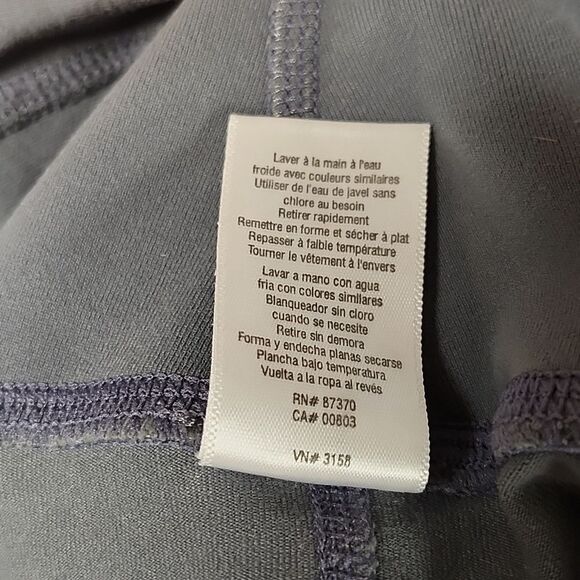 Laver à la main à l'eau
froide avec couleurs similaires
Utiliser de l'eau de javel sans
chlore au besoin
Retirer rapidement
Remettre en forme et sécher à plat
Repasser à faible température
Tourner le vêtement à l'envers
Lavar a mano con agua
fria con colores similares
Blanqueador sin cloro
cuando se necesite
Retire sin demora
Forma y endecha planas secarse
Plancha bajo temperatura
Vuelta a la ropa al revés
RN# 87370
CA# 00803
VN# 3158